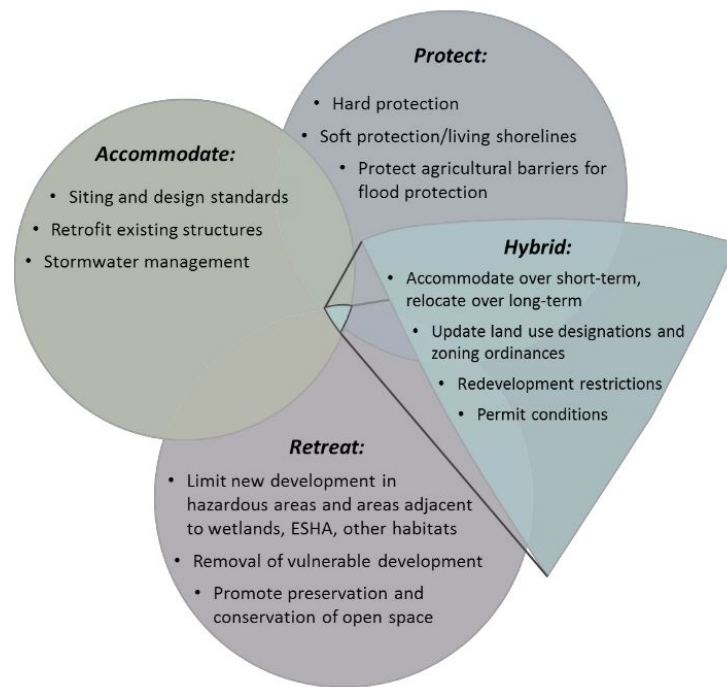 Protect:
• Hard protection
• Soft protection/living shorelines
• Protect agricultural barriers for
flood protection
Accommodate:
• Siting and design standards
• Retrofit existing structures
• Stormwater management
Hybrid:
• Accommodate over short-term,
relocate over long-term
• Update land use designations and
zoning ordinances
• Redevelopment restrictions
• Permit conditions
Retreat:
• Limit new development in
hazardous areas and areas adjacent
to wetlands, ESHA, other habitats
• Removal of vulnerable development
• Promote preservation and
conservation of open space